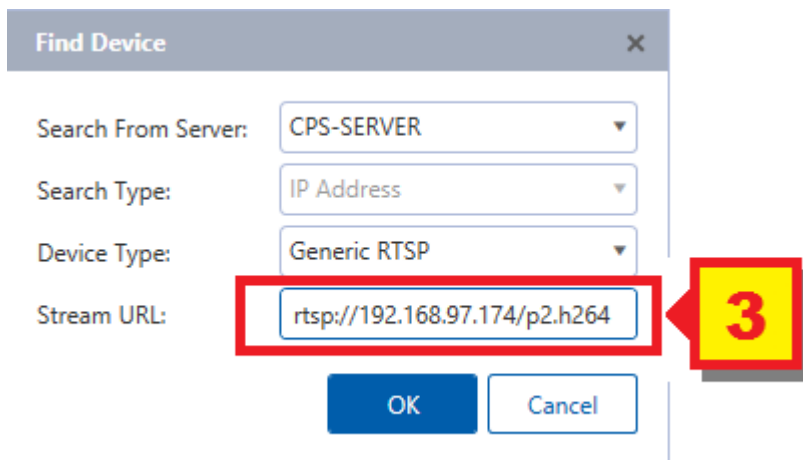 Find Device ×
Search From Server: CPS-SERVER
Search Type: IP Address
Device Type: Generic RTSP
Stream URL: rtsp://192.168.97.174/p2.h264
3
OK Cancel